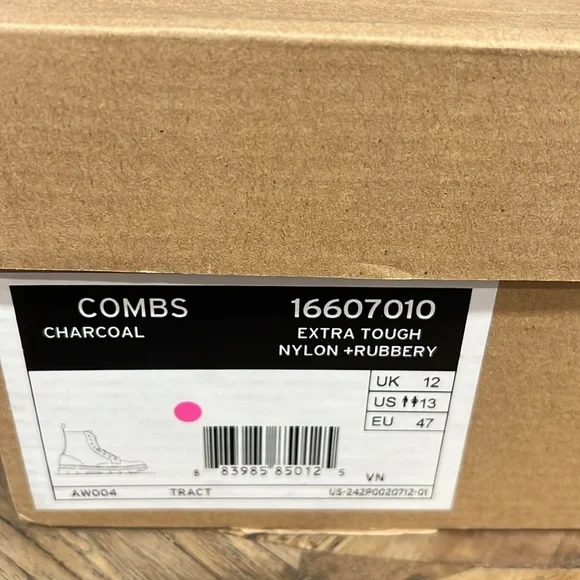 COMBS 16607010
CHARCOAL EXTRA TOUGH
NYLON +RUBBERY
UK 12
US 13
EU 47
8 83985 85012 5
VN
AW004 TRACT US-242P0020712-01